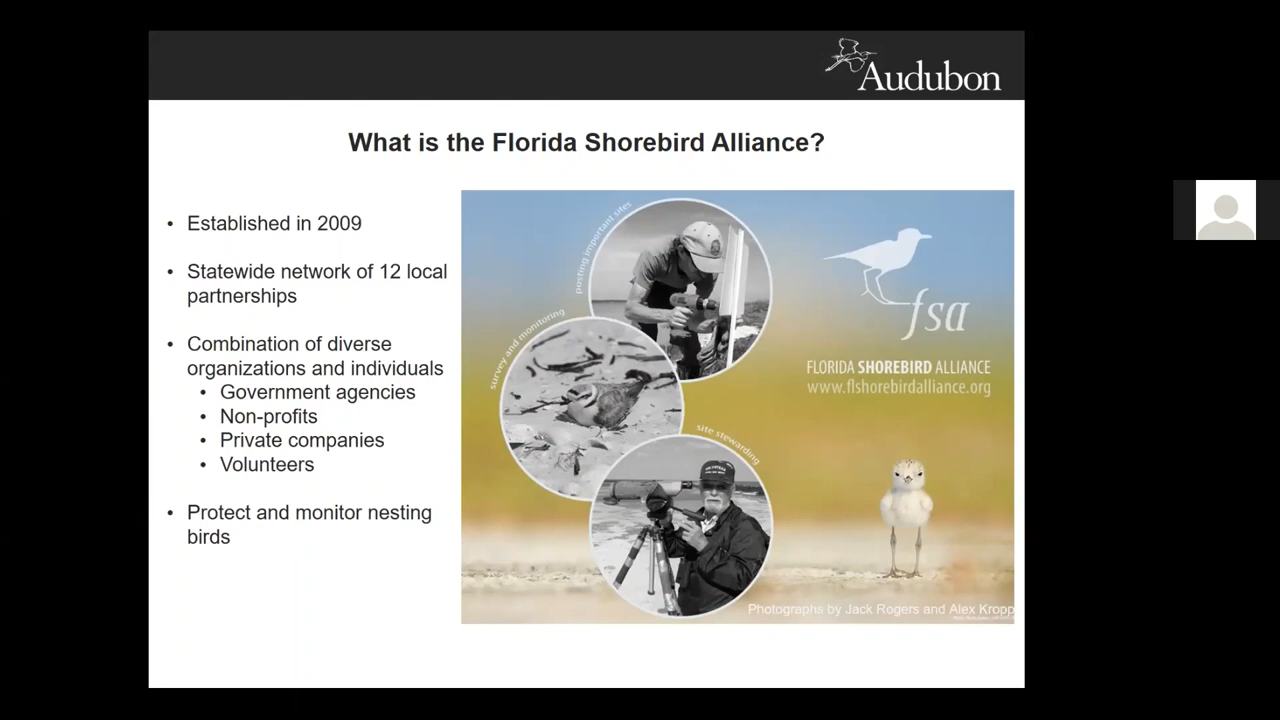 Audubon
What is the Florida Shorebird Alliance?
• Established in 2009
• Statewide network of 12 local
partnerships
• Combination of diverse
organizations and individuals
• Government agencies
• Non-profits
• Private companies
• Volunteers
• Protect and monitor nesting
birds
posting important sites
survey and monitoring
site stewarding
fsa
FLORIDA SHOREBIRD ALLIANCE
www.flshorebirdalliance.org
Photographs by Jack Rogers and Alex Kropp